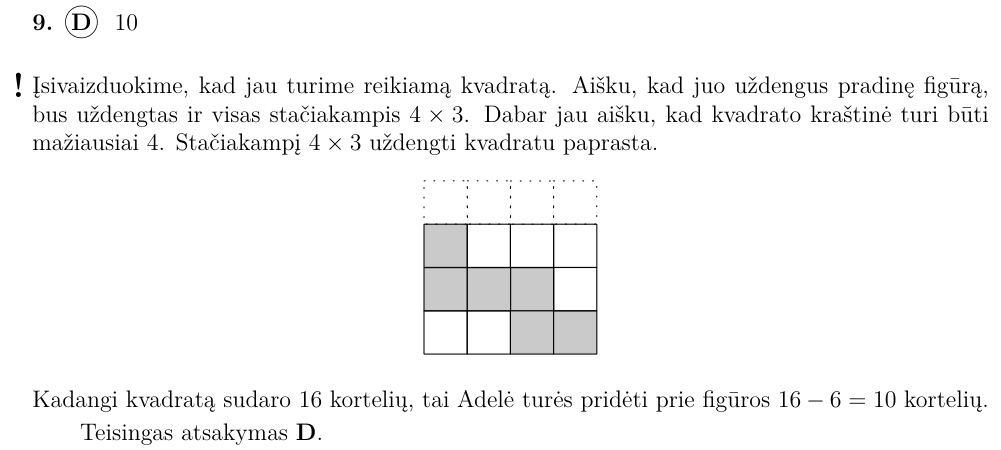 9. D 10
! Įsivaizduokime, kad jau turime reikiamą kvadratą. Aišku, kad juo uždengus pradinę figūrą,
bus uždengtas ir visas stačiakampis 4 × 3. Dabar jau aišku, kad kvadrato kraštinė turi būti
mažiausiai 4. Stačiakampį 4 × 3 uždengti kvadratu paprasta.
Kadangi kvadratą sudaro 16 kortelių, tai Adelė turės pridėti prie figūros 16 − 6 = 10 kortelių.
Teisingas atsakymas D.